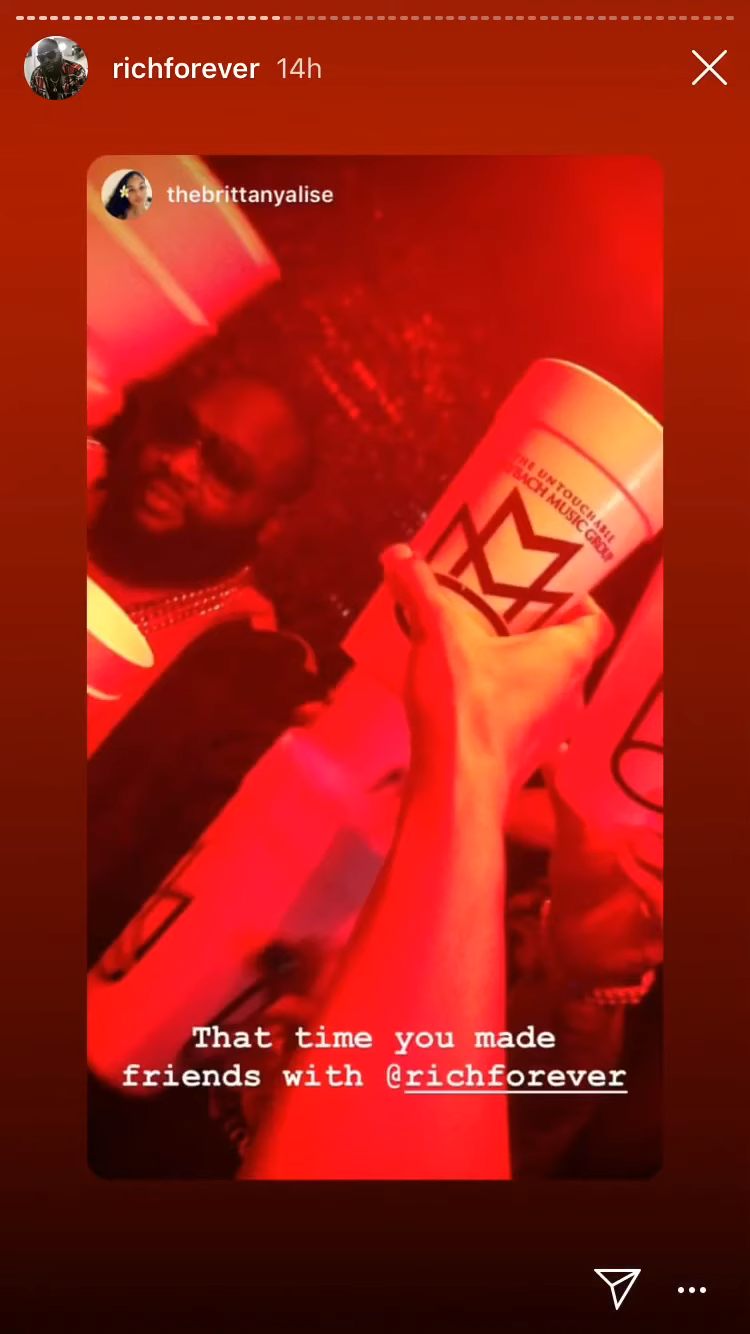 richforever 14h
thebrittanyalise
THE UNTOUCHABLE
MUSIC GROUP
That time you made
friends with @richforever